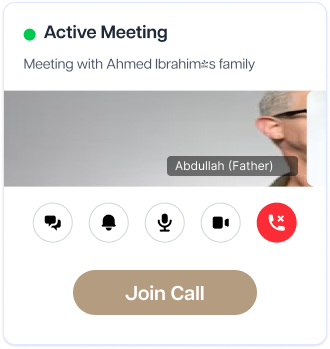 Active Meeting
Meeting with Ahmed Ibrahim's family
Abdullah (Father)
Join Call